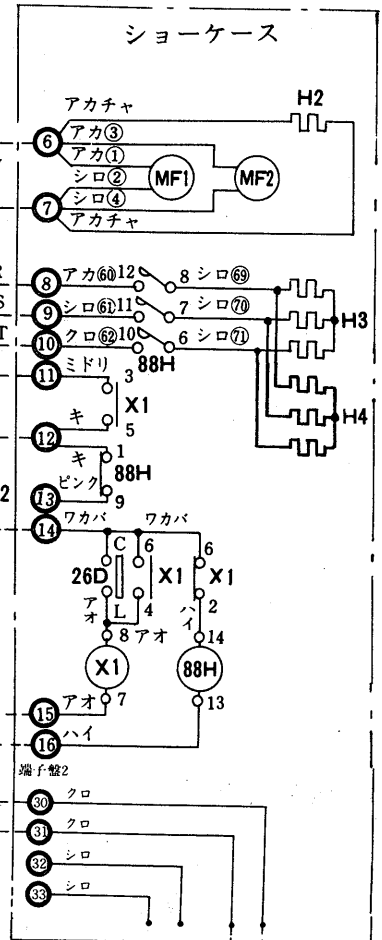 ショーケース
アカチャ
H2
アカ③
⑥
アカ①
シロ②
MF1
MF2
シロ④
⑦
アカチャ
R
⑧ アカ60 12 8 シロ69
S
⑨ シロ61 11 7 シロ70
H3
T
⑩ クロ62 10 6 シロ71
88H
⑪ ミドリ
3
X1
H4
キ 5
⑫
キ 1
88H
ピンク 9
2
⑬
⑭ ワカバ ワカバ
C 6 6
26D X1 X1
アオ L 4 ハイ 2
8 アオ 14
X1 88H
7 13
⑮ アオ
⑯ ハイ
端子盤2
30 クロ
31 クロ
32 シロ
33 シロ